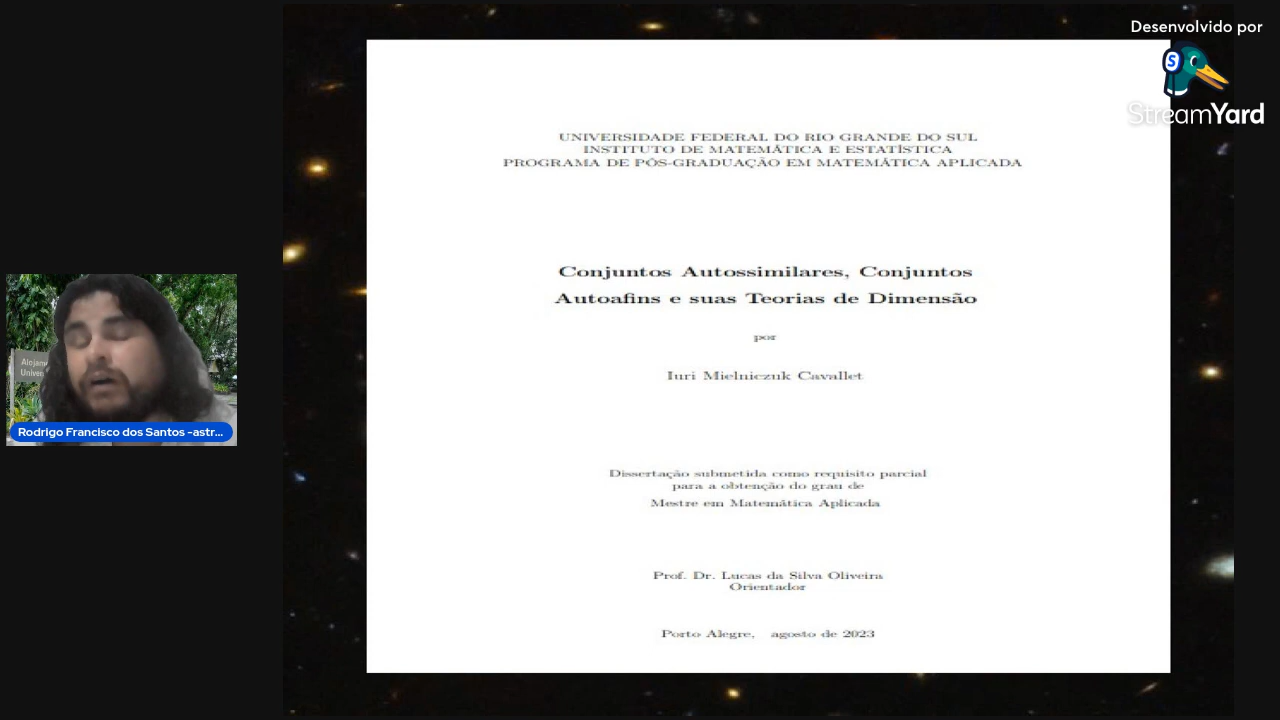 Desenvolvido por
S
StreamYard
UNIVERSIDADE FEDERAL DO RIO GRANDE DO SUL
INSTITUTO DE MATEMÁTICA E ESTATÍSTICA
PROGRAMA DE PÓS-GRADUAÇÃO EM MATEMÁTICA APLICADA
Conjuntos Autossimilares, Conjuntos
Autoafins e suas Teorias de Dimensão
por
Iuri Mielniczuk Cavallet
Dissertação submetida como requisito parcial
para a obtenção do grau de
Mestre em Matemática Aplicada
Prof. Dr. Lucas da Silva Oliveira
Orientador
Porto Alegre, agosto de 2023
Alojam
Univer
Rodrigo Francisco dos Santos -astr...